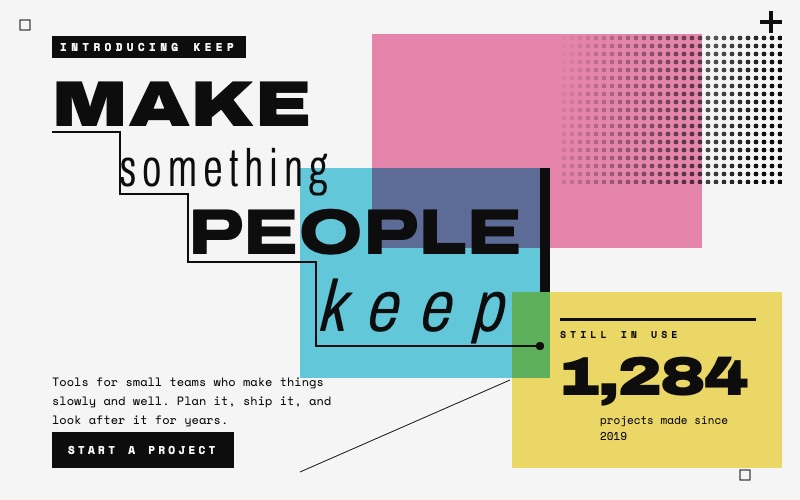 INTRODUCING KEEP
MAKE
something
PEOPLE
keep
STILL IN USE
1,284
projects made since
2019
Tools for small teams who make things
slowly and well. Plan it, ship it, and
look after it for years.
START A PROJECT